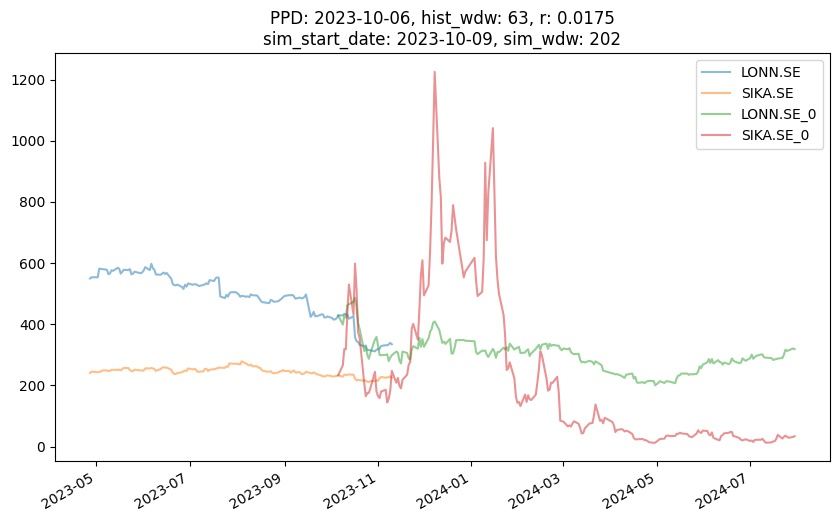 PPD: 2023-10-06, hist_wdw: 63, r: 0.0175
sim_start_date: 2023-10-09, sim_wdw: 202
LONN.SE
SIKA.SE
LONN.SE_0
SIKA.SE_0
1200
1000
800
600
400
200
0
2023-05
2023-07
2023-09
2023-11
2024-01
2024-03
2024-05
2024-07